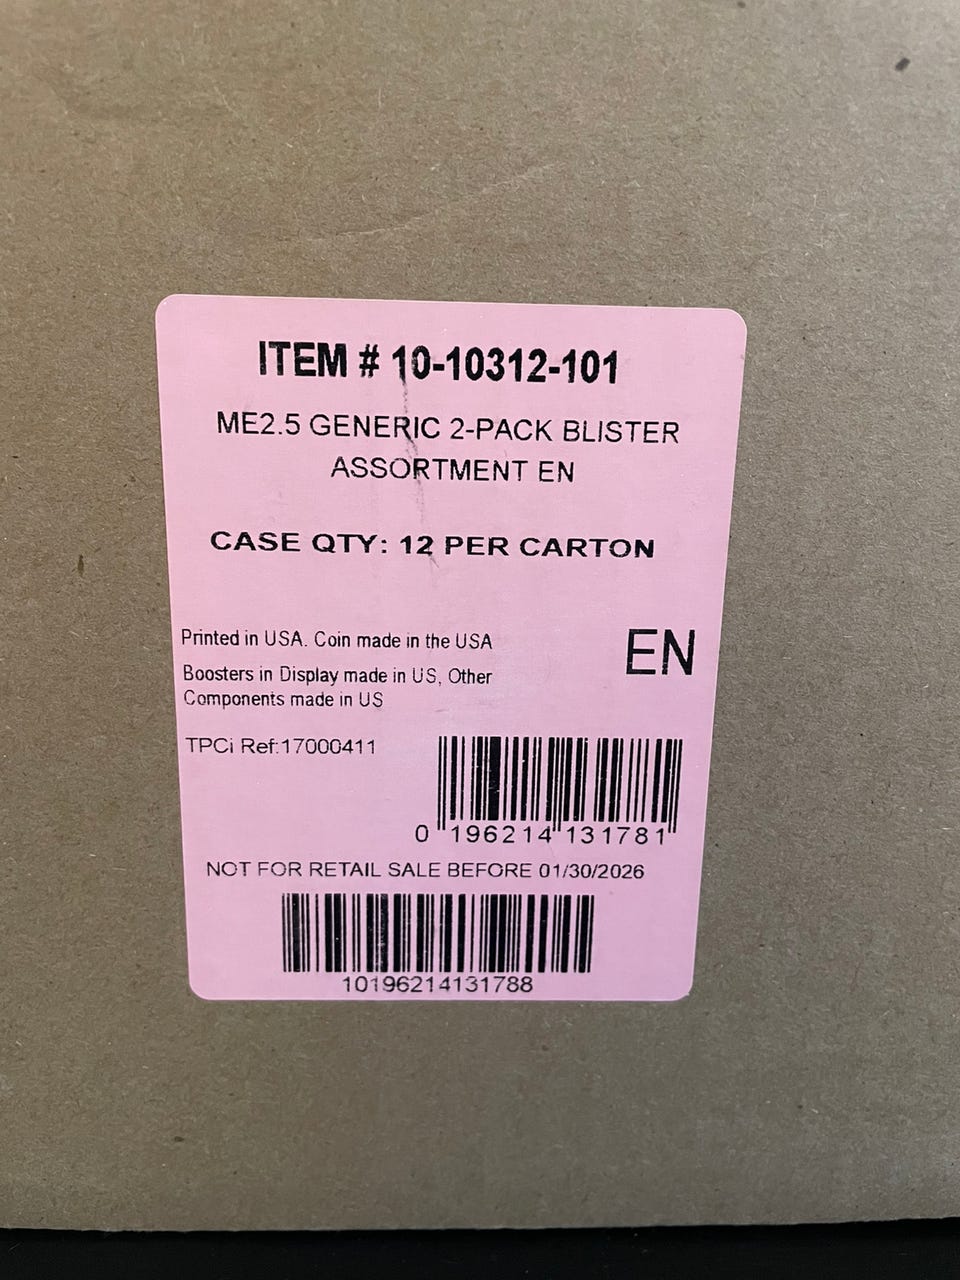 ITEM # 10-10312-101
ME2.5 GENERIC 2-PACK BLISTER
ASSORTMENT EN
CASE QTY: 12 PER CARTON
Printed in USA. Coin made in the USA
EN
Boosters in Display made in US, Other
Components made in US
TPCi Ref:17000411
0 196214 131781
NOT FOR RETAIL SALE BEFORE 01/30/2026
10196214131788